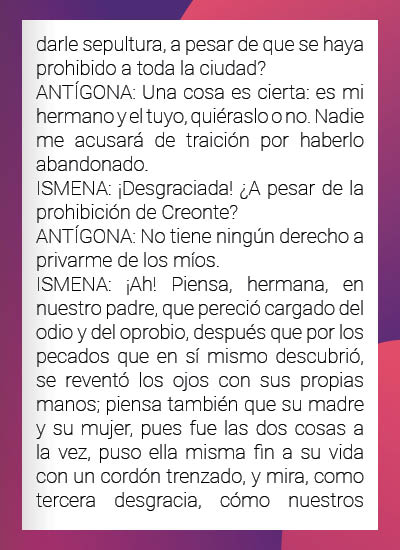 darle sepultura, a pesar de que se haya
prohibido a toda la ciudad?
ANTÍGONA: Una cosa es cierta: es mi
hermano y el tuyo, quiéraslo o no. Nadie
me acusará de traición por haberlo
abandonado.
ISMENA: ¡Desgraciada! ¿A pesar de la
prohibición de Creonte?
ANTÍGONA: No tiene ningún derecho a
privarme de los míos.
ISMENA: ¡Ah! Piensa, hermana, en
nuestro padre, que pereció cargado del
odio y del oprobio, después que por los
pecados que en sí mismo descubrió,
se reventó los ojos con sus propias
manos; piensa también que su madre
y su mujer, pues fue las dos cosas a
la vez, puso ella misma fin a su vida
con un cordón trenzado, y mira, como
tercera desgracia, cómo nuestros